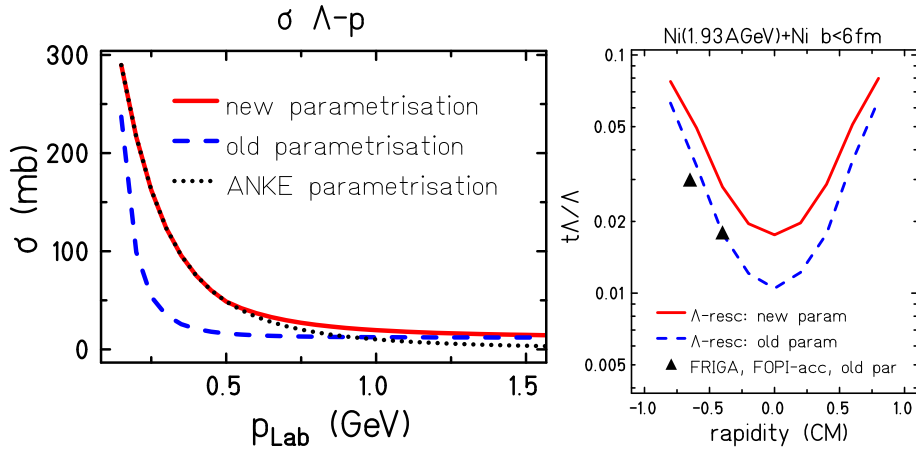 σ Λ-p
300
200
100
0
σ (mb)
new parametrisation
old parametrisation
ANKE parametrisation
0.5
1.0
1.5
pLab (GeV)
Ni(1.93AGeV)+Ni b<6fm
0.1
0.05
0.02
0.01
0.005
tΛ/Λ
Λ-resc: new param
Λ-resc: old param
FRIGA, FOPI-acc, old par
-1.0
-0.5
0.0
0.5
1.0
rapidity (CM)